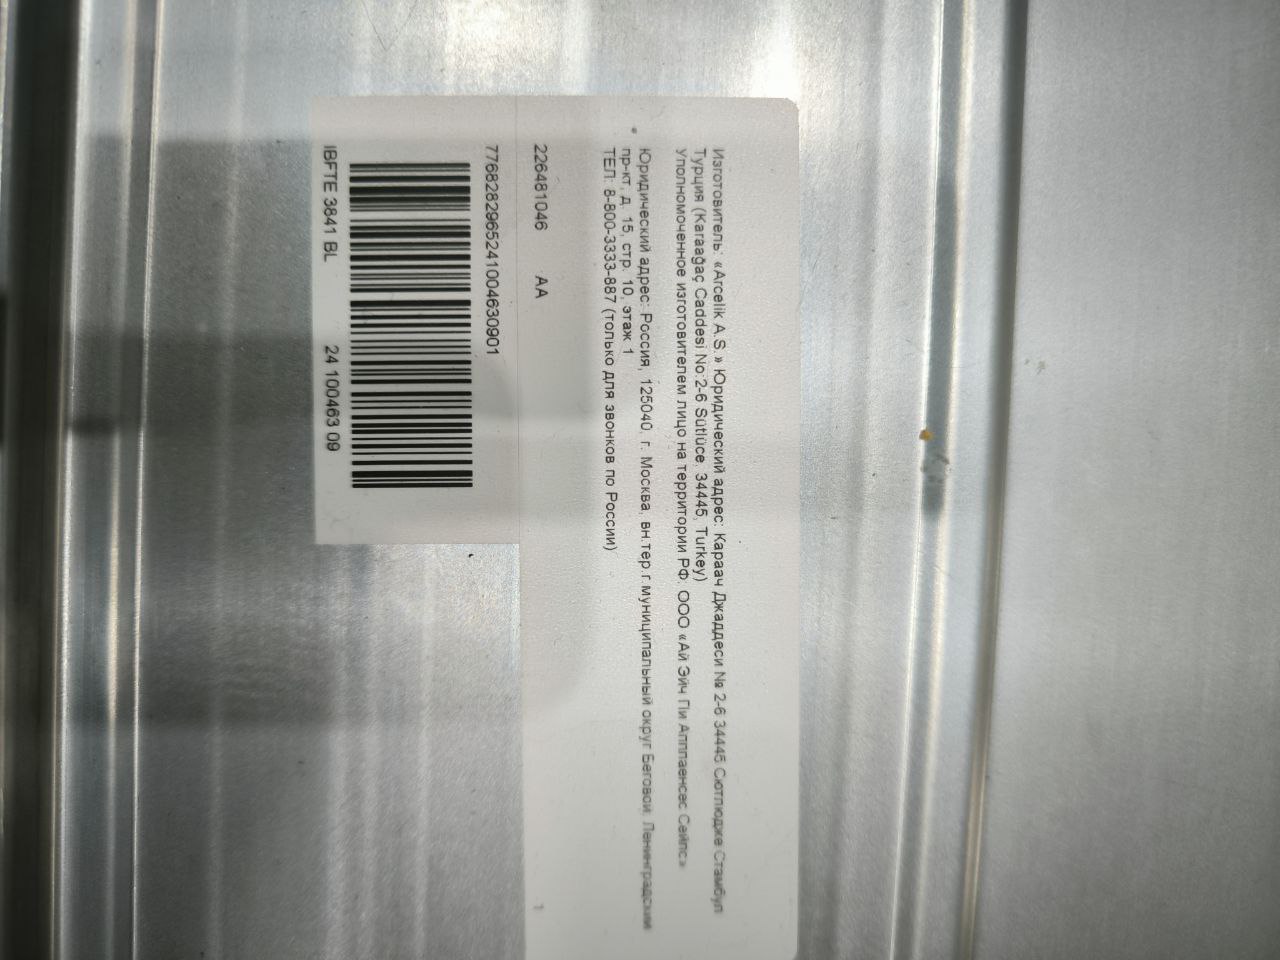 Изготовитель: «Arcelik A.S.» Юридический адрес: Караач Джаддеси № 2-6 34445 Сютлюдже Стамбул
Турция (Karaağaç Caddesi No:2-6 Sütlüce, 34445, Turkey)
Уполномоченное изготовителем лицо на территории РФ: ООО «Ай Эйч Пи Апплаенсес Сейлс»
Юридический адрес: Россия, 125040, г. Москва, вн.тер.г.муниципальный округ Беговой, Ленинградский
пр-кт, д. 15, стр. 10, этаж 1
ТЕЛ: 8-800-3333-887 (только для звонков по России)
226481046 AA 1
7768282965241004630901
IBFTE 3841 BL 24 100463 09